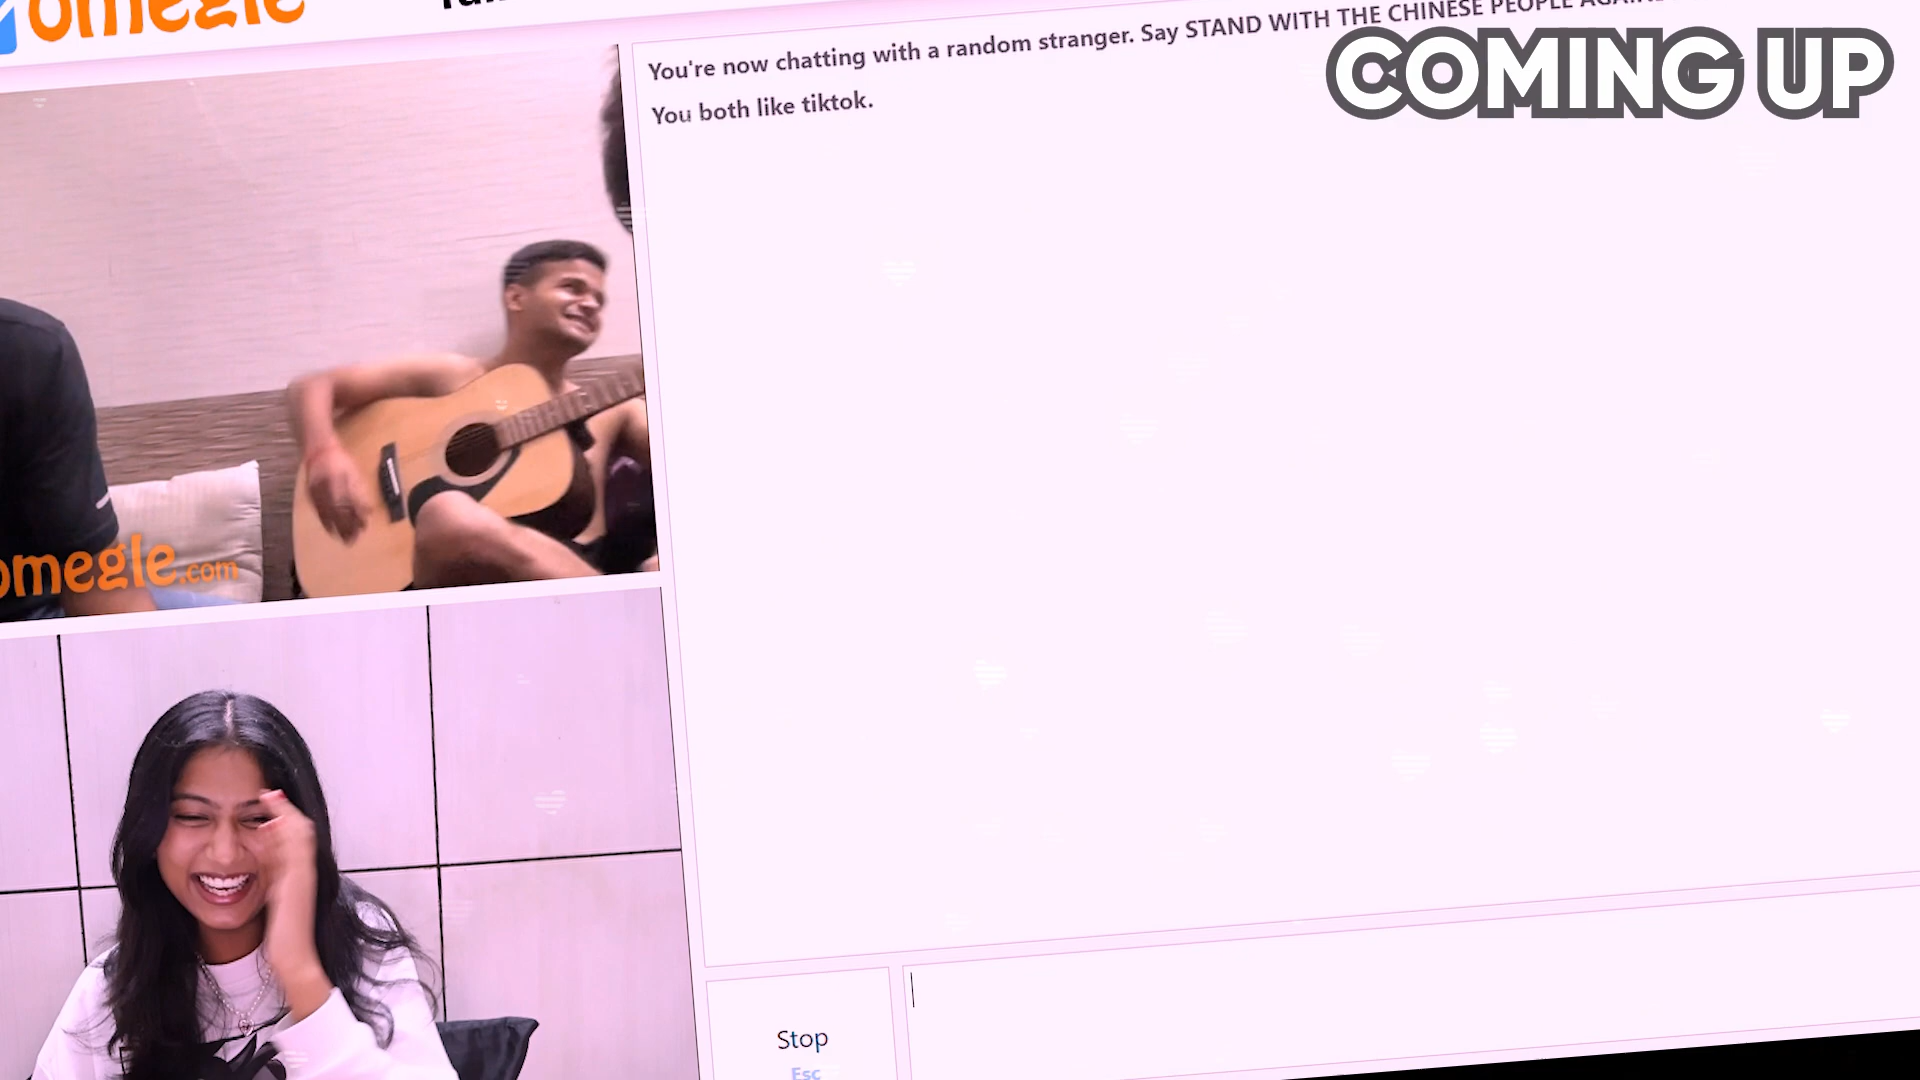 omegle
You're now chatting with a random stranger. Say STAND WITH THE CHINESE PEOPLE
COMING UP
You both like tiktok.
omegle.com
Stop
Esc